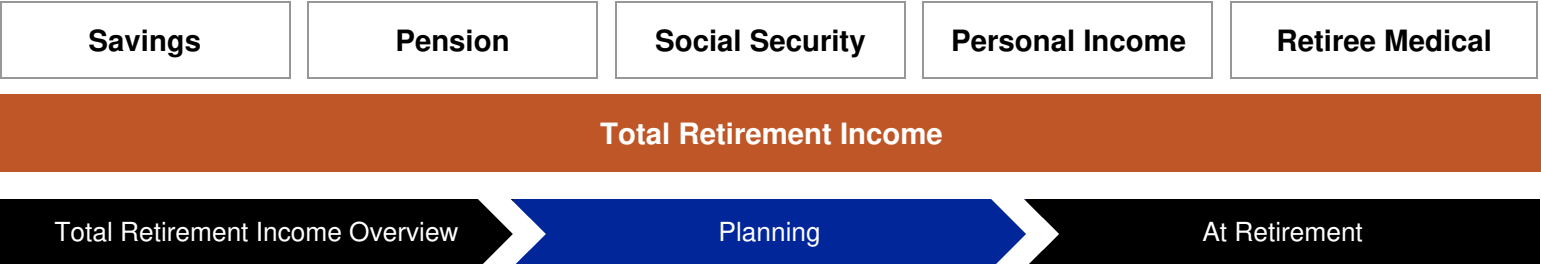 Savings
Pension
Social Security
Personal Income
Retiree Medical
Total Retirement Income
Total Retirement Income Overview
Planning
At Retirement